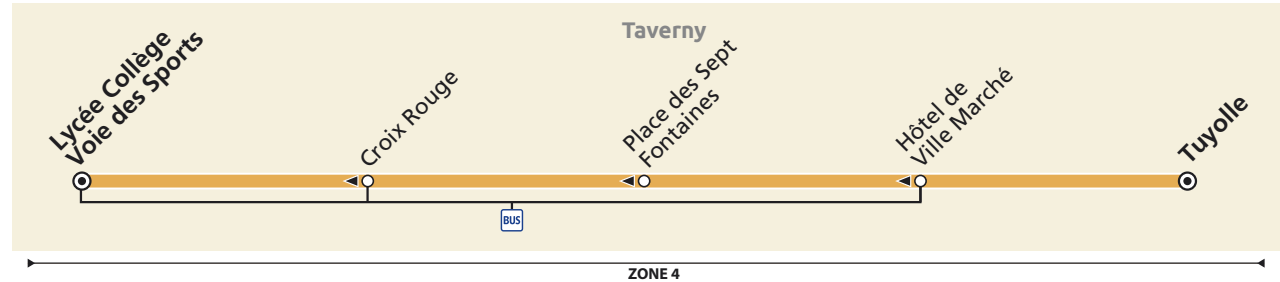 Taverny
Lycée Collège
Voie des Sports
Croix Rouge
Place des Sept
Fontaines
Hôtel de
Ville Marché
Tuyolle
BUS
ZONE 4